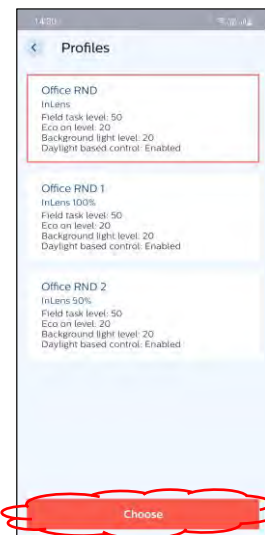 14:20
Profiles
Office RND
InLens
Field task level: 50
Eco on level: 20
Background light level: 20
Daylight based control: Enabled
Office RND 1
InLens 100%
Field task level: 50
Eco on level: 20
Background light level: 20
Daylight based control: Enabled
Office RND 2
InLens 50%
Field task level: 50
Eco on level: 20
Background light level: 20
Daylight based control: Enabled
Choose